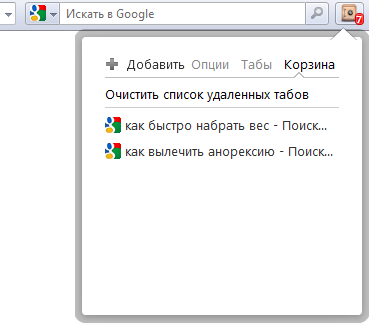 Искать в Google
7
Добавить Опции Табы Корзина
Очистить список удаленных табов
как быстро набрать вес - Поиск...
как вылечить анорексию - Поиск...